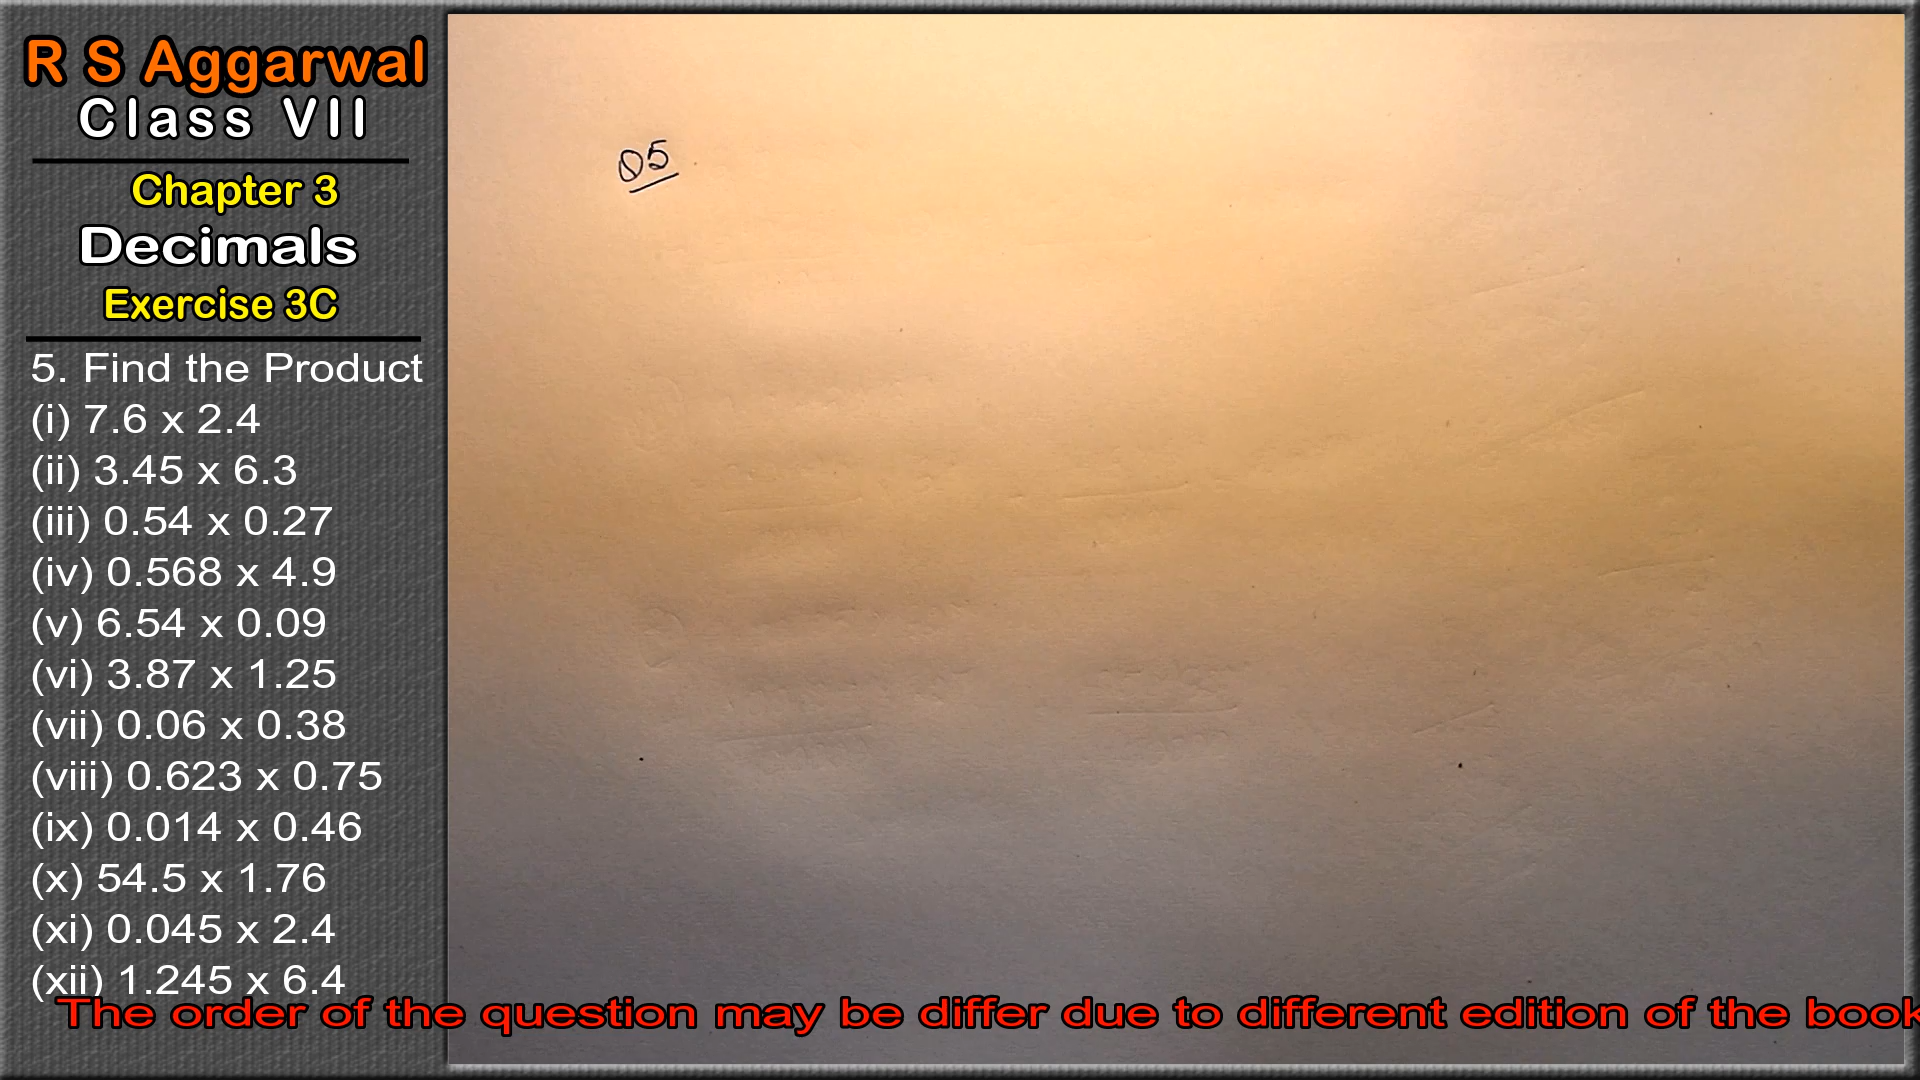 R S Aggarwal
Class VII
Chapter 3
Decimals
Exercise 3C
5. Find the Product
(i) 7.6 x 2.4
(ii) 3.45 x 6.3
(iii) 0.54 x 0.27
(iv) 0.568 x 4.9
(v) 6.54 x 0.09
(vi) 3.87 x 1.25
(vii) 0.06 x 0.38
(viii) 0.623 x 0.75
(ix) 0.014 x 0.46
(x) 54.5 x 1.76
(xi) 0.045 x 2.4
(xii) 1.245 x 6.4
Q5
The order of the question may be differ due to different edition of the book